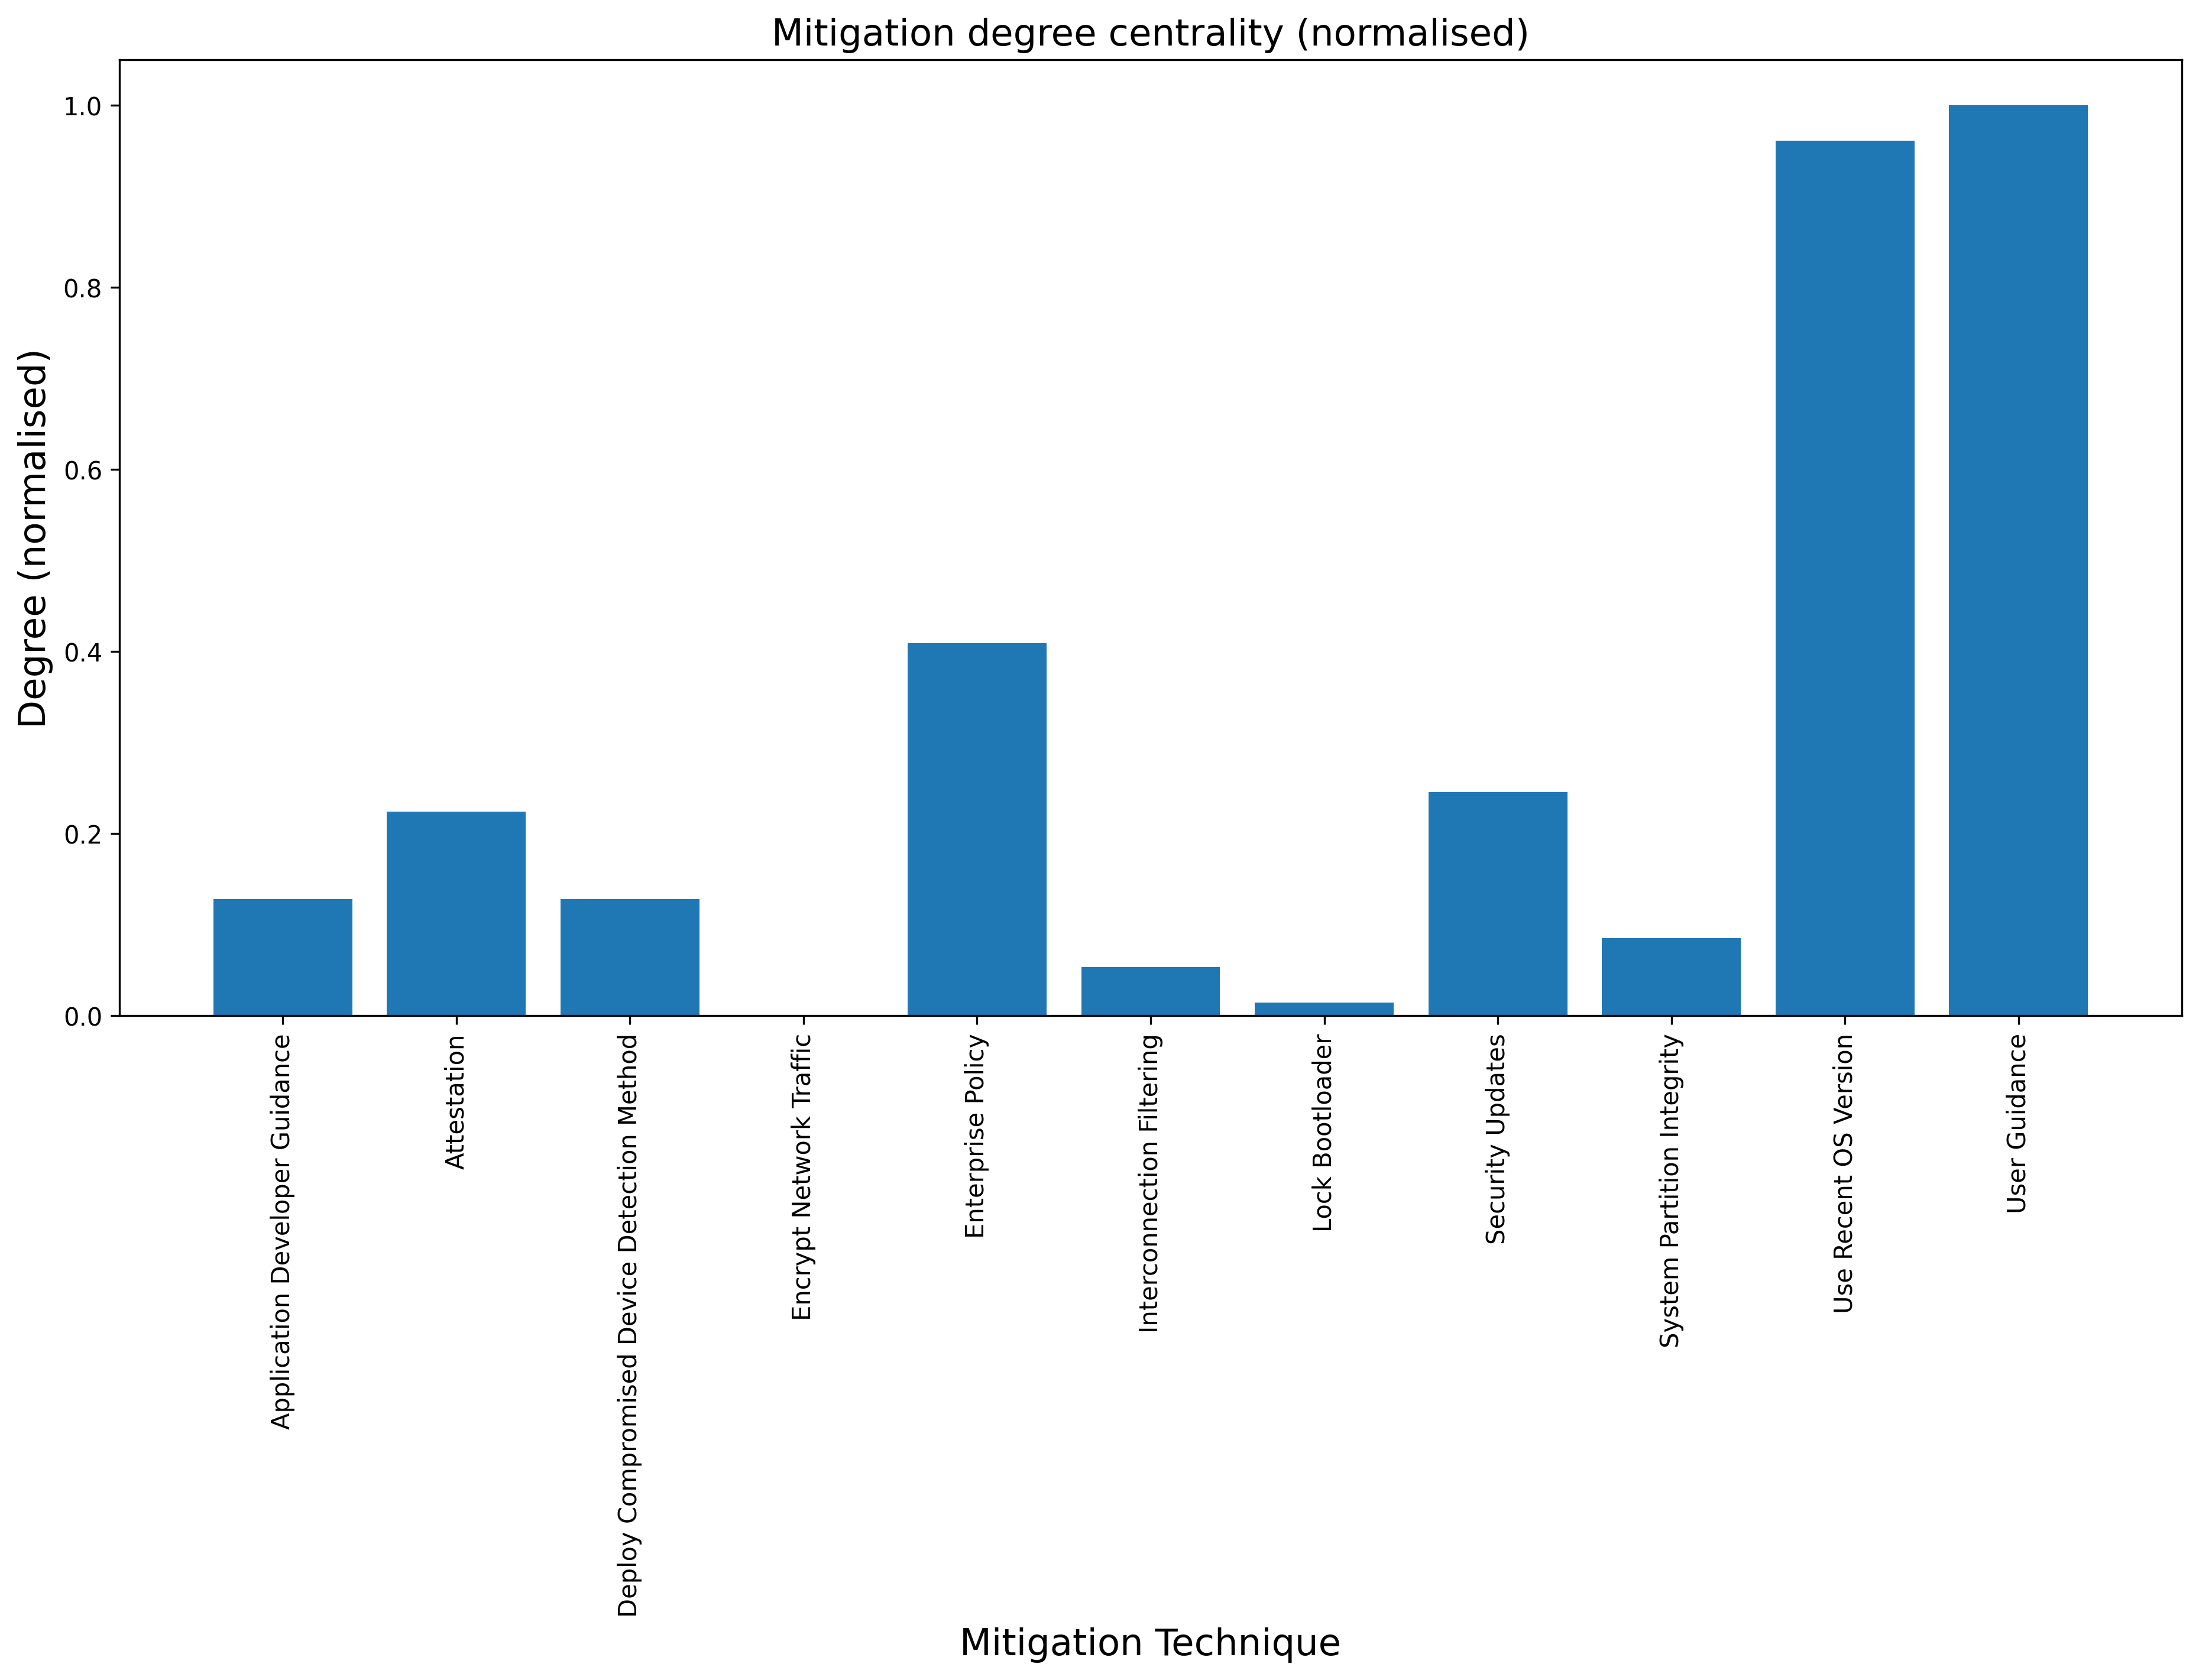 Mitigation degree centrality (normalised)
Degree (normalised)
1.0
0.8
0.6
0.4
0.2
0.0
Application Developer Guidance
Attestation
Deploy Compromised Device Detection Method
Encrypt Network Traffic
Enterprise Policy
Interconnection Filtering
Lock Bootloader
Security Updates
System Partition Integrity
Use Recent OS Version
User Guidance
Mitigation Technique